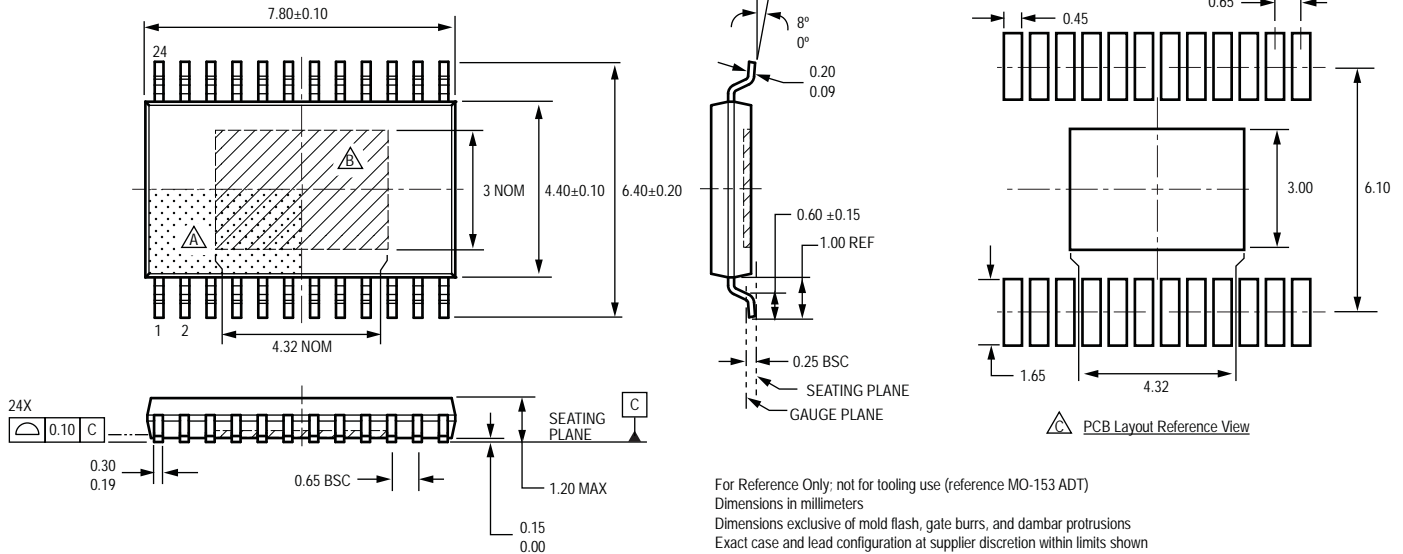 7.80±0.10
24
B
A
3 NOM
4.40±0.10
6.40±0.20
1 2
4.32 NOM
8º
0º
0.20
0.09
0.60 ±0.15
1.00 REF
0.25 BSC
SEATING PLANE
GAUGE PLANE
0.45
0.65
3.00
6.10
1.65
4.32
C PCB Layout Reference View
24X
0.10 C
SEATING
PLANE
C
0.30
0.19
0.65 BSC
1.20 MAX
0.15
0.00
For Reference Only; not for tooling use (reference MO-153 ADT)
Dimensions in millimeters
Dimensions exclusive of mold flash, gate burrs, and dambar protrusions
Exact case and lead configuration at supplier discretion within limits shown